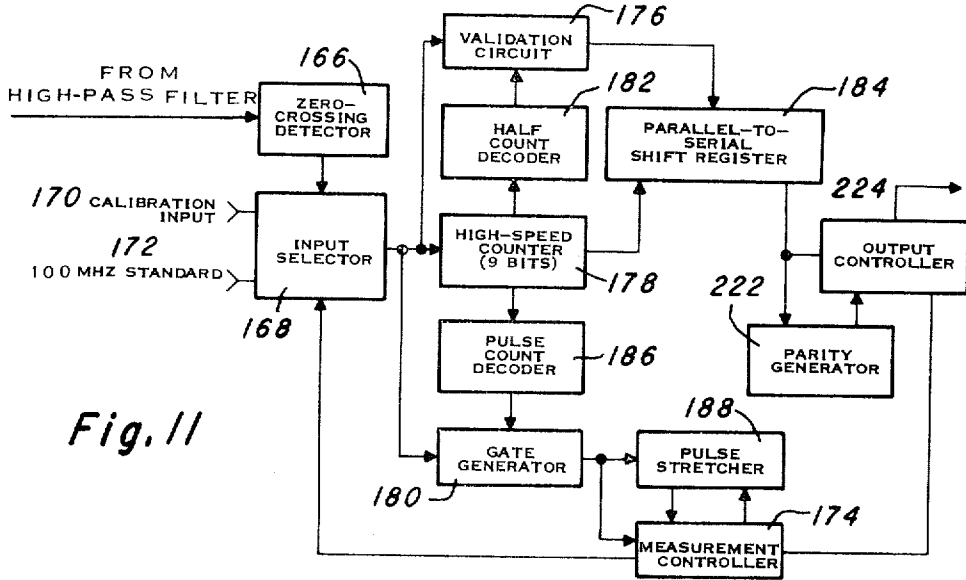 176
VALIDATION
CIRCUIT
166
FROM
HIGH-PASS FILTER
ZERO-
CROSSING
DETECTOR
182
HALF
COUNT
DECODER
184
PARALLEL-TO-
SERIAL
SHIFT REGISTER
170 CALIBRATION
INPUT
172
100 MHZ STANDARD
INPUT
SELECTOR
168
HIGH-SPEED
COUNTER
(9 BITS)
178
224
OUTPUT
CONTROLLER
222
PARITY
GENERATOR
PULSE
COUNT
DECODER
186
188
Fig. 11
GATE
GENERATOR
180
PULSE
STRETCHER
174
MEASUREMENT
CONTROLLER